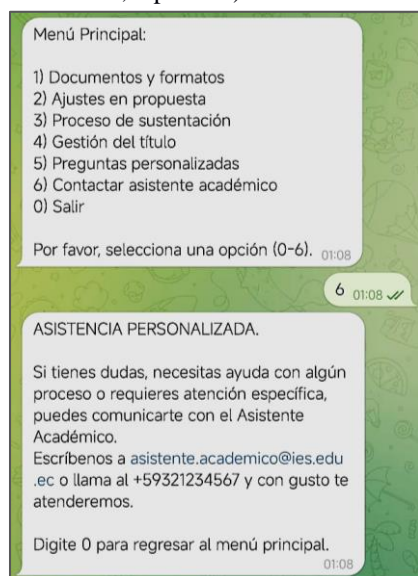 Menú Principal:
1) Documentos y formatos
2) Ajustes en propuesta
3) Proceso de sustentación
4) Gestión del título
5) Preguntas personalizadas
6) Contactar asistente académico
0) Salir
Por favor, selecciona una opción (0-6). 01:08
6 01:08
ASISTENCIA PERSONALIZADA.
Si tienes dudas, necesitas ayuda con algún
proceso o requieres atención específica,
puedes comunicarte con el Asistente
Académico.
Escríbenos a asistente.academico@ies.edu
.ec o llama al +59321234567 y con gusto te
atenderemos.
Digite 0 para regresar al menú principal.
01:08